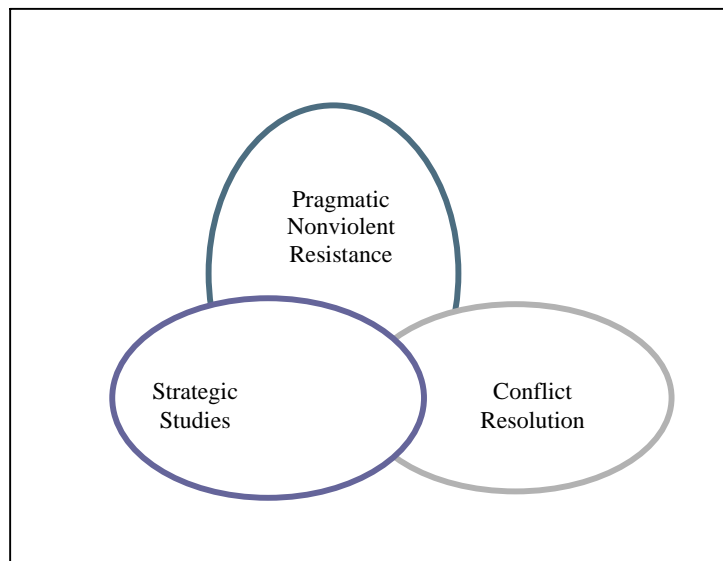 Pragmatic
Nonviolent
Resistance
Strategic
Studies
Conflict
Resolution